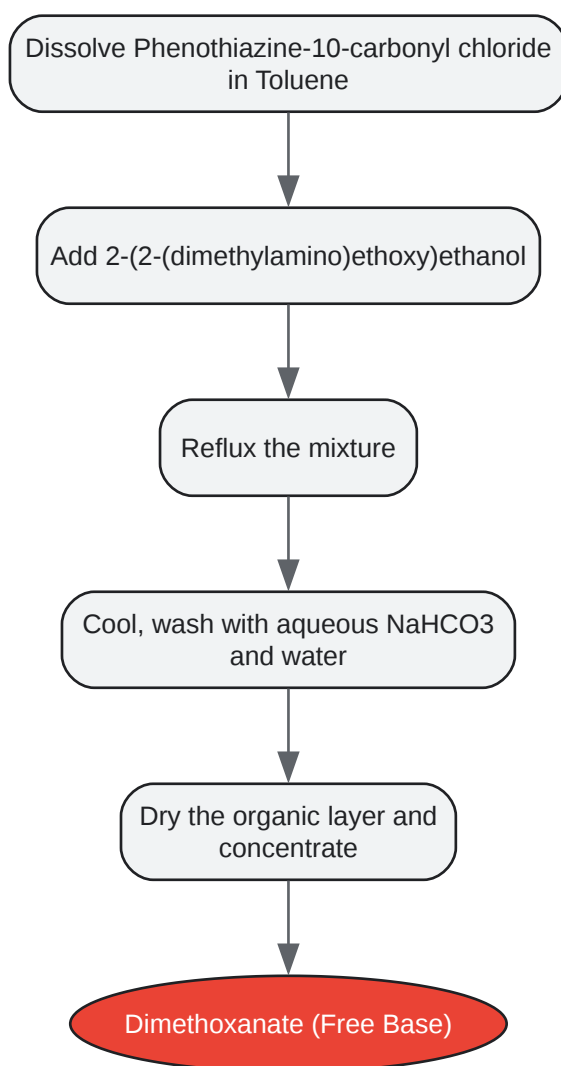 Dissolve Phenothiazine-10-carbonyl chloride
in Toluene
Add 2-(2-(dimethylamino)ethoxy)ethanol
Reflux the mixture
Cool, wash with aqueous NaHCO3
and water
Dry the organic layer and
concentrate
Dimethoxanate (Free Base)